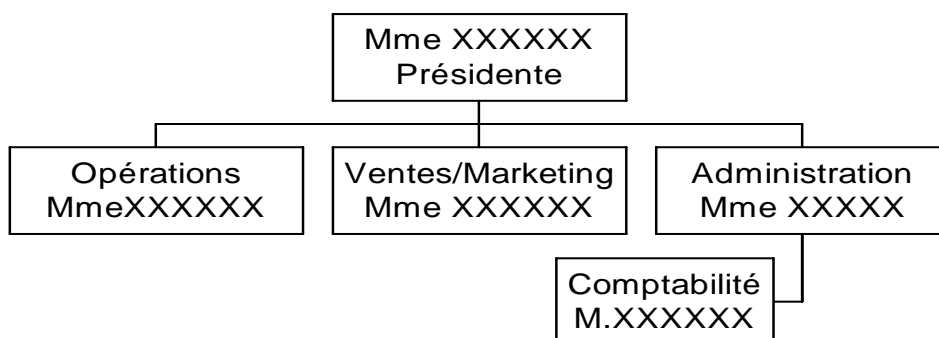 Mme XXXXXX
Présidente
Opérations
MmeXXXXXX
Ventes/Marketing
Mme XXXXXX
Administration
Mme XXXXX
Comptabilité
M.XXXXXX